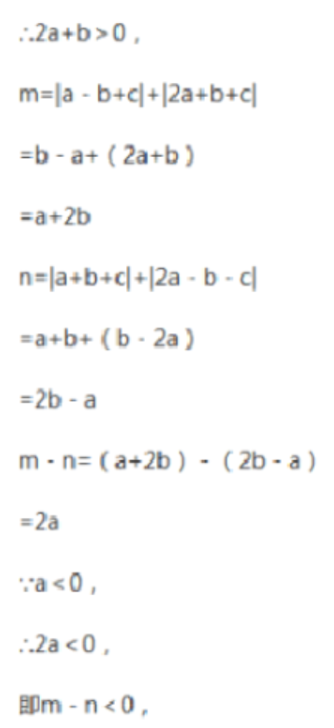 ∴2a+b>0，
m=|a - b+c|+|2a+b+c|
=b - a+（2a+b）
=a+2b
n=|a+b+c|+|2a - b - c|
=a+b+（b - 2a）
=2b - a
m - n=（a+2b）-（2b - a）
=2a
∵a<0，
∴2a<0，
即m - n<0，